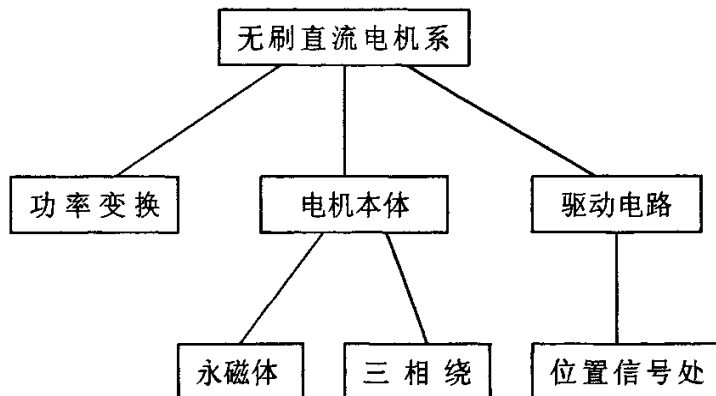 无刷直流电机系
功率变换
电机本体
驱动电路
永磁体
三相绕
位置信号处